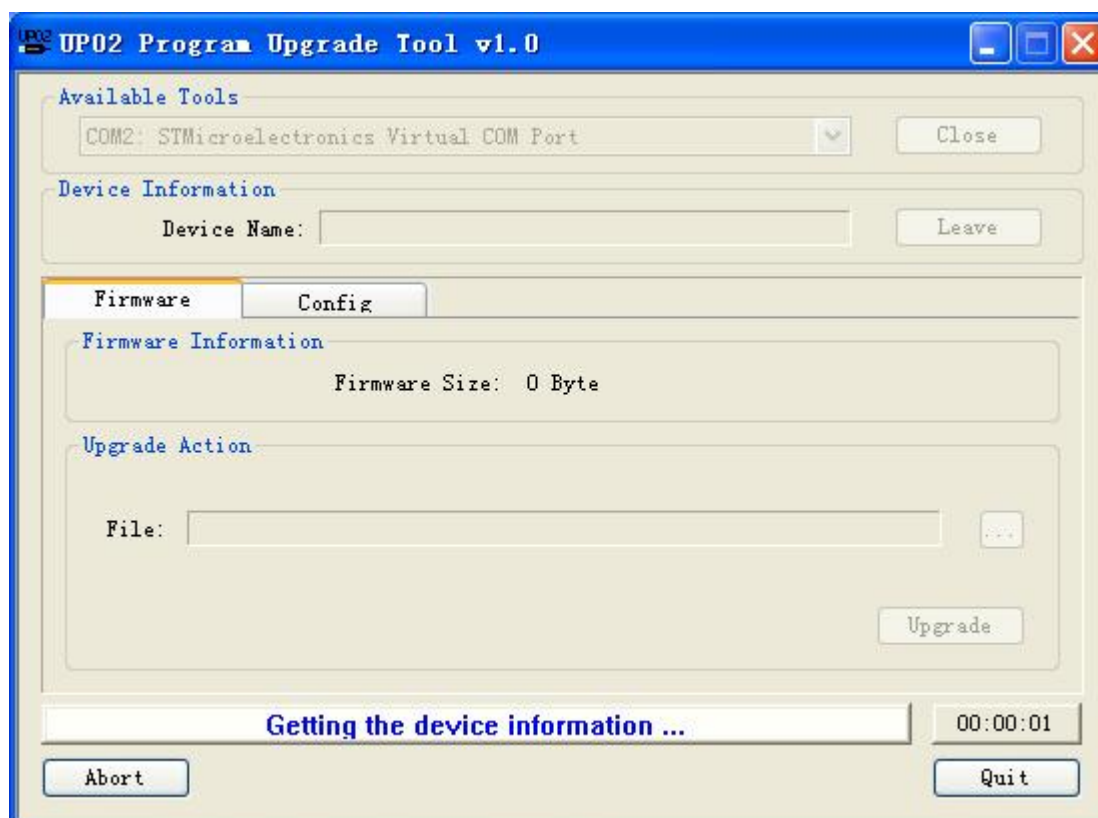 UP02 Program Upgrade Tool v1.0
Available Tools
COM2: STMicroelectronics Virtual COM Port
Close
Device Information
Device Name:
Leave
Firmware
Config
Firmware Information
Firmware Size: 0 Byte
Upgrade Action
File:
...
Upgrade
Getting the device information ...
00:00:01
Abort
Quit